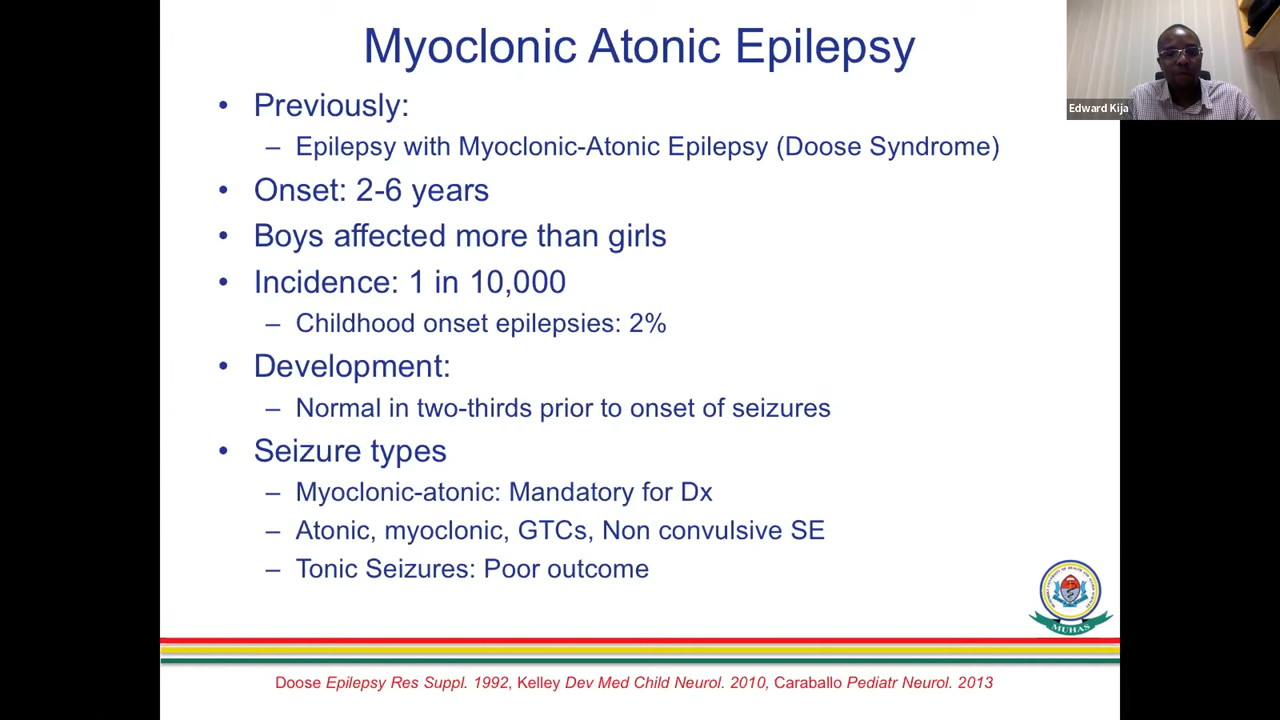 Myoclonic Atonic Epilepsy
Edward Kija
• Previously:
– Epilepsy with Myoclonic-Atonic Epilepsy (Doose Syndrome)
• Onset: 2-6 years
• Boys affected more than girls
• Incidence: 1 in 10,000
– Childhood onset epilepsies: 2%
• Development:
– Normal in two-thirds prior to onset of seizures
• Seizure types
– Myoclonic-atonic: Mandatory for Dx
– Atonic, myoclonic, GTCs, Non convulsive SE
– Tonic Seizures: Poor outcome
MUHAS
Doose Epilepsy Res Suppl. 1992, Kelley Dev Med Child Neurol. 2010, Caraballo Pediatr Neurol. 2013